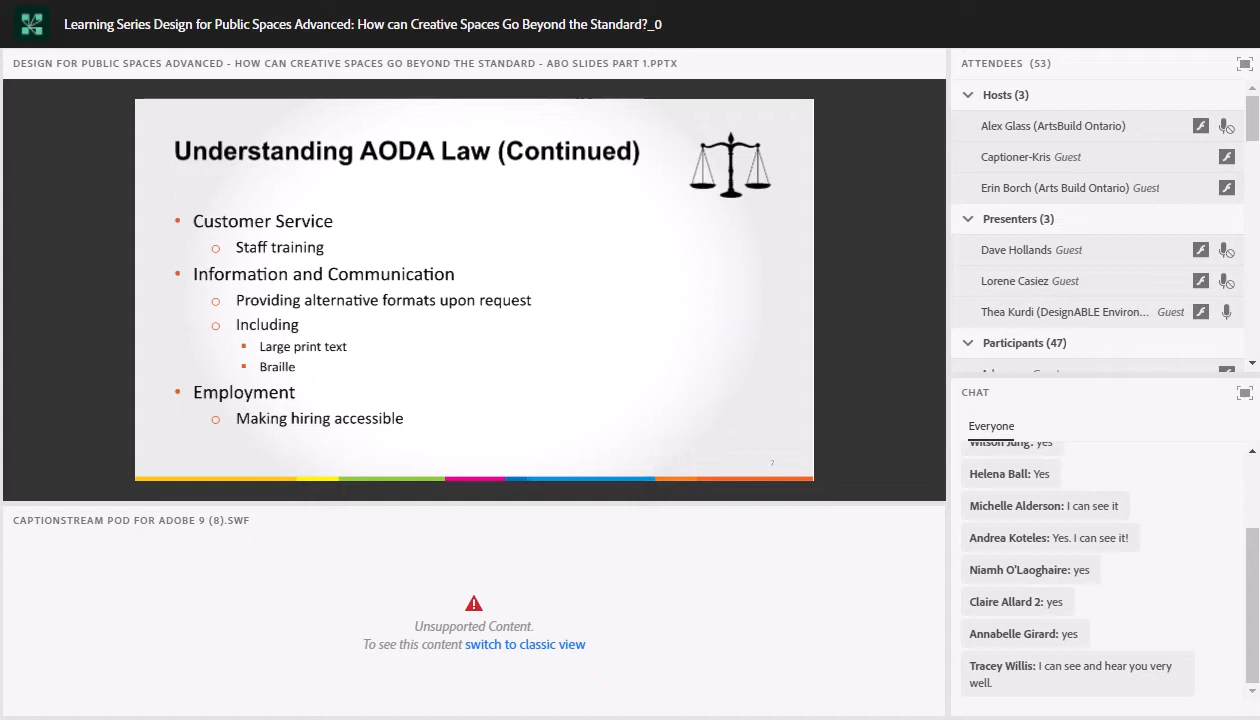 Learning Series Design for Public Spaces Advanced: How can Creative Spaces Go Beyond the Standard?_0
DESIGN FOR PUBLIC SPACES ADVANCED - HOW CAN CREATIVE SPACES GO BEYOND THE STANDARD - ABO SLIDES PART 1.PPTX
Understanding AODA Law (Continued)
• Customer Service
o Staff training
• Information and Communication
o Providing alternative formats upon request
o Including
▪ Large print text
▪ Braille
• Employment
o Making hiring accessible
7
CAPTIONSTREAM POD FOR ADOBE 9 (8).SWF
Unsupported Content.
To see this content switch to classic view
ATTENDEES (53)
Hosts (3)
Alex Glass (ArtsBuild Ontario)
Captioner-Kris Guest
Erin Borch (Arts Build Ontario) Guest
Presenters (3)
Dave Hollands Guest
Lorene Casiez Guest
Thea Kurdi (DesignABLE Environ... Guest
Participants (47)
CHAT
Everyone
Wilson Jung: yes
Helena Ball: Yes
Michelle Alderson: I can see it
Andrea Koteles: Yes. I can see it!
Niamh O'Laoghaire: yes
Claire Allard 2: yes
Annabelle Girard: yes
Tracey Willis: I can see and hear you very
well.